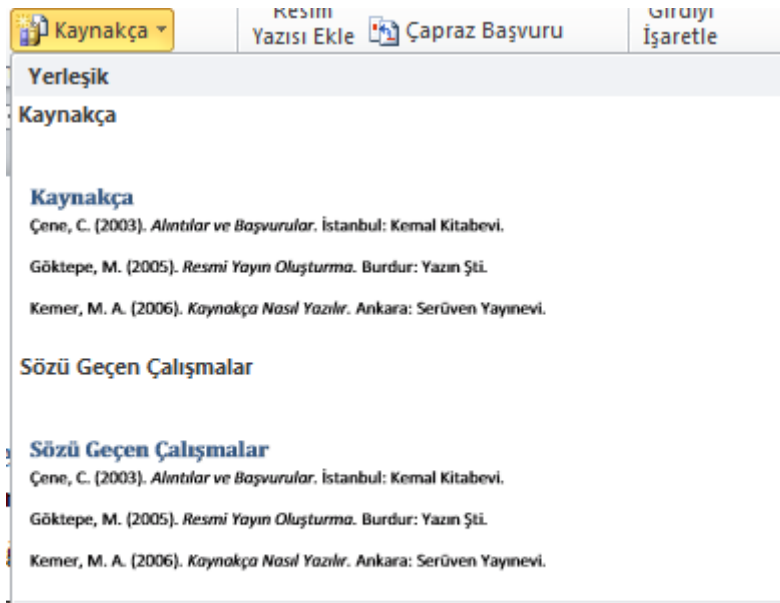 Kaynakça
Resim
Yazısı Ekle
Çapraz Başvuru
Girdiyi
İşaretle
Yerleşik
Kaynakça
Kaynakça
Çene, C. (2003). Alıntılar ve Başvurular. İstanbul: Kemal Kitabevi.
Göktepe, M. (2005). Resmi Yayın Oluşturma. Burdur: Yazın Şti.
Kemer, M. A. (2006). Kaynakça Nasıl Yazılır. Ankara: Serüven Yayınevi.
Sözü Geçen Çalışmalar
Sözü Geçen Çalışmalar
Çene, C. (2003). Alıntılar ve Başvurular. İstanbul: Kemal Kitabevi.
Göktepe, M. (2005). Resmi Yayın Oluşturma. Burdur: Yazın Şti.
Kemer, M. A. (2006). Kaynakça Nasıl Yazılır. Ankara: Serüven Yayınevi.